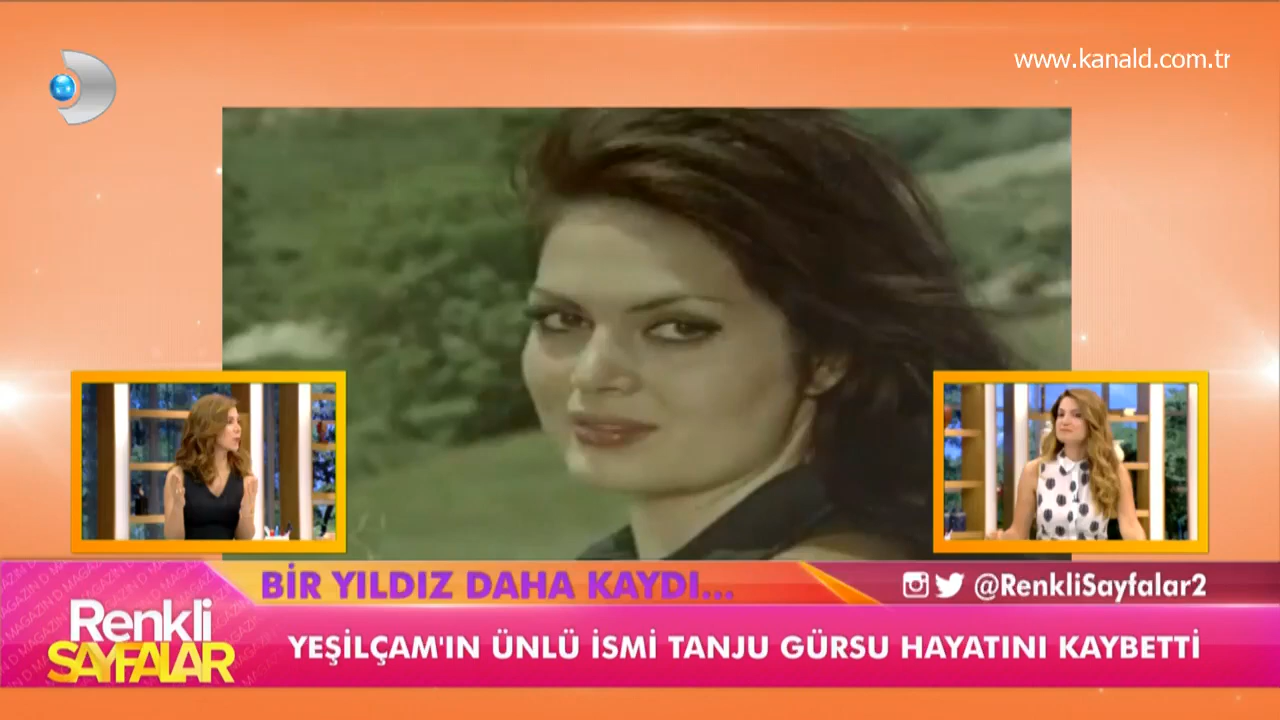 www.kanald.com.tr
BİR YILDIZ DAHA KAYDI...
@RenkliSayfalar2
Renkli
SAYFALAR
YEŞİLÇAM'IN ÜNLÜ İSMİ TANJU GÜRSU HAYATINI KAYBETTİ